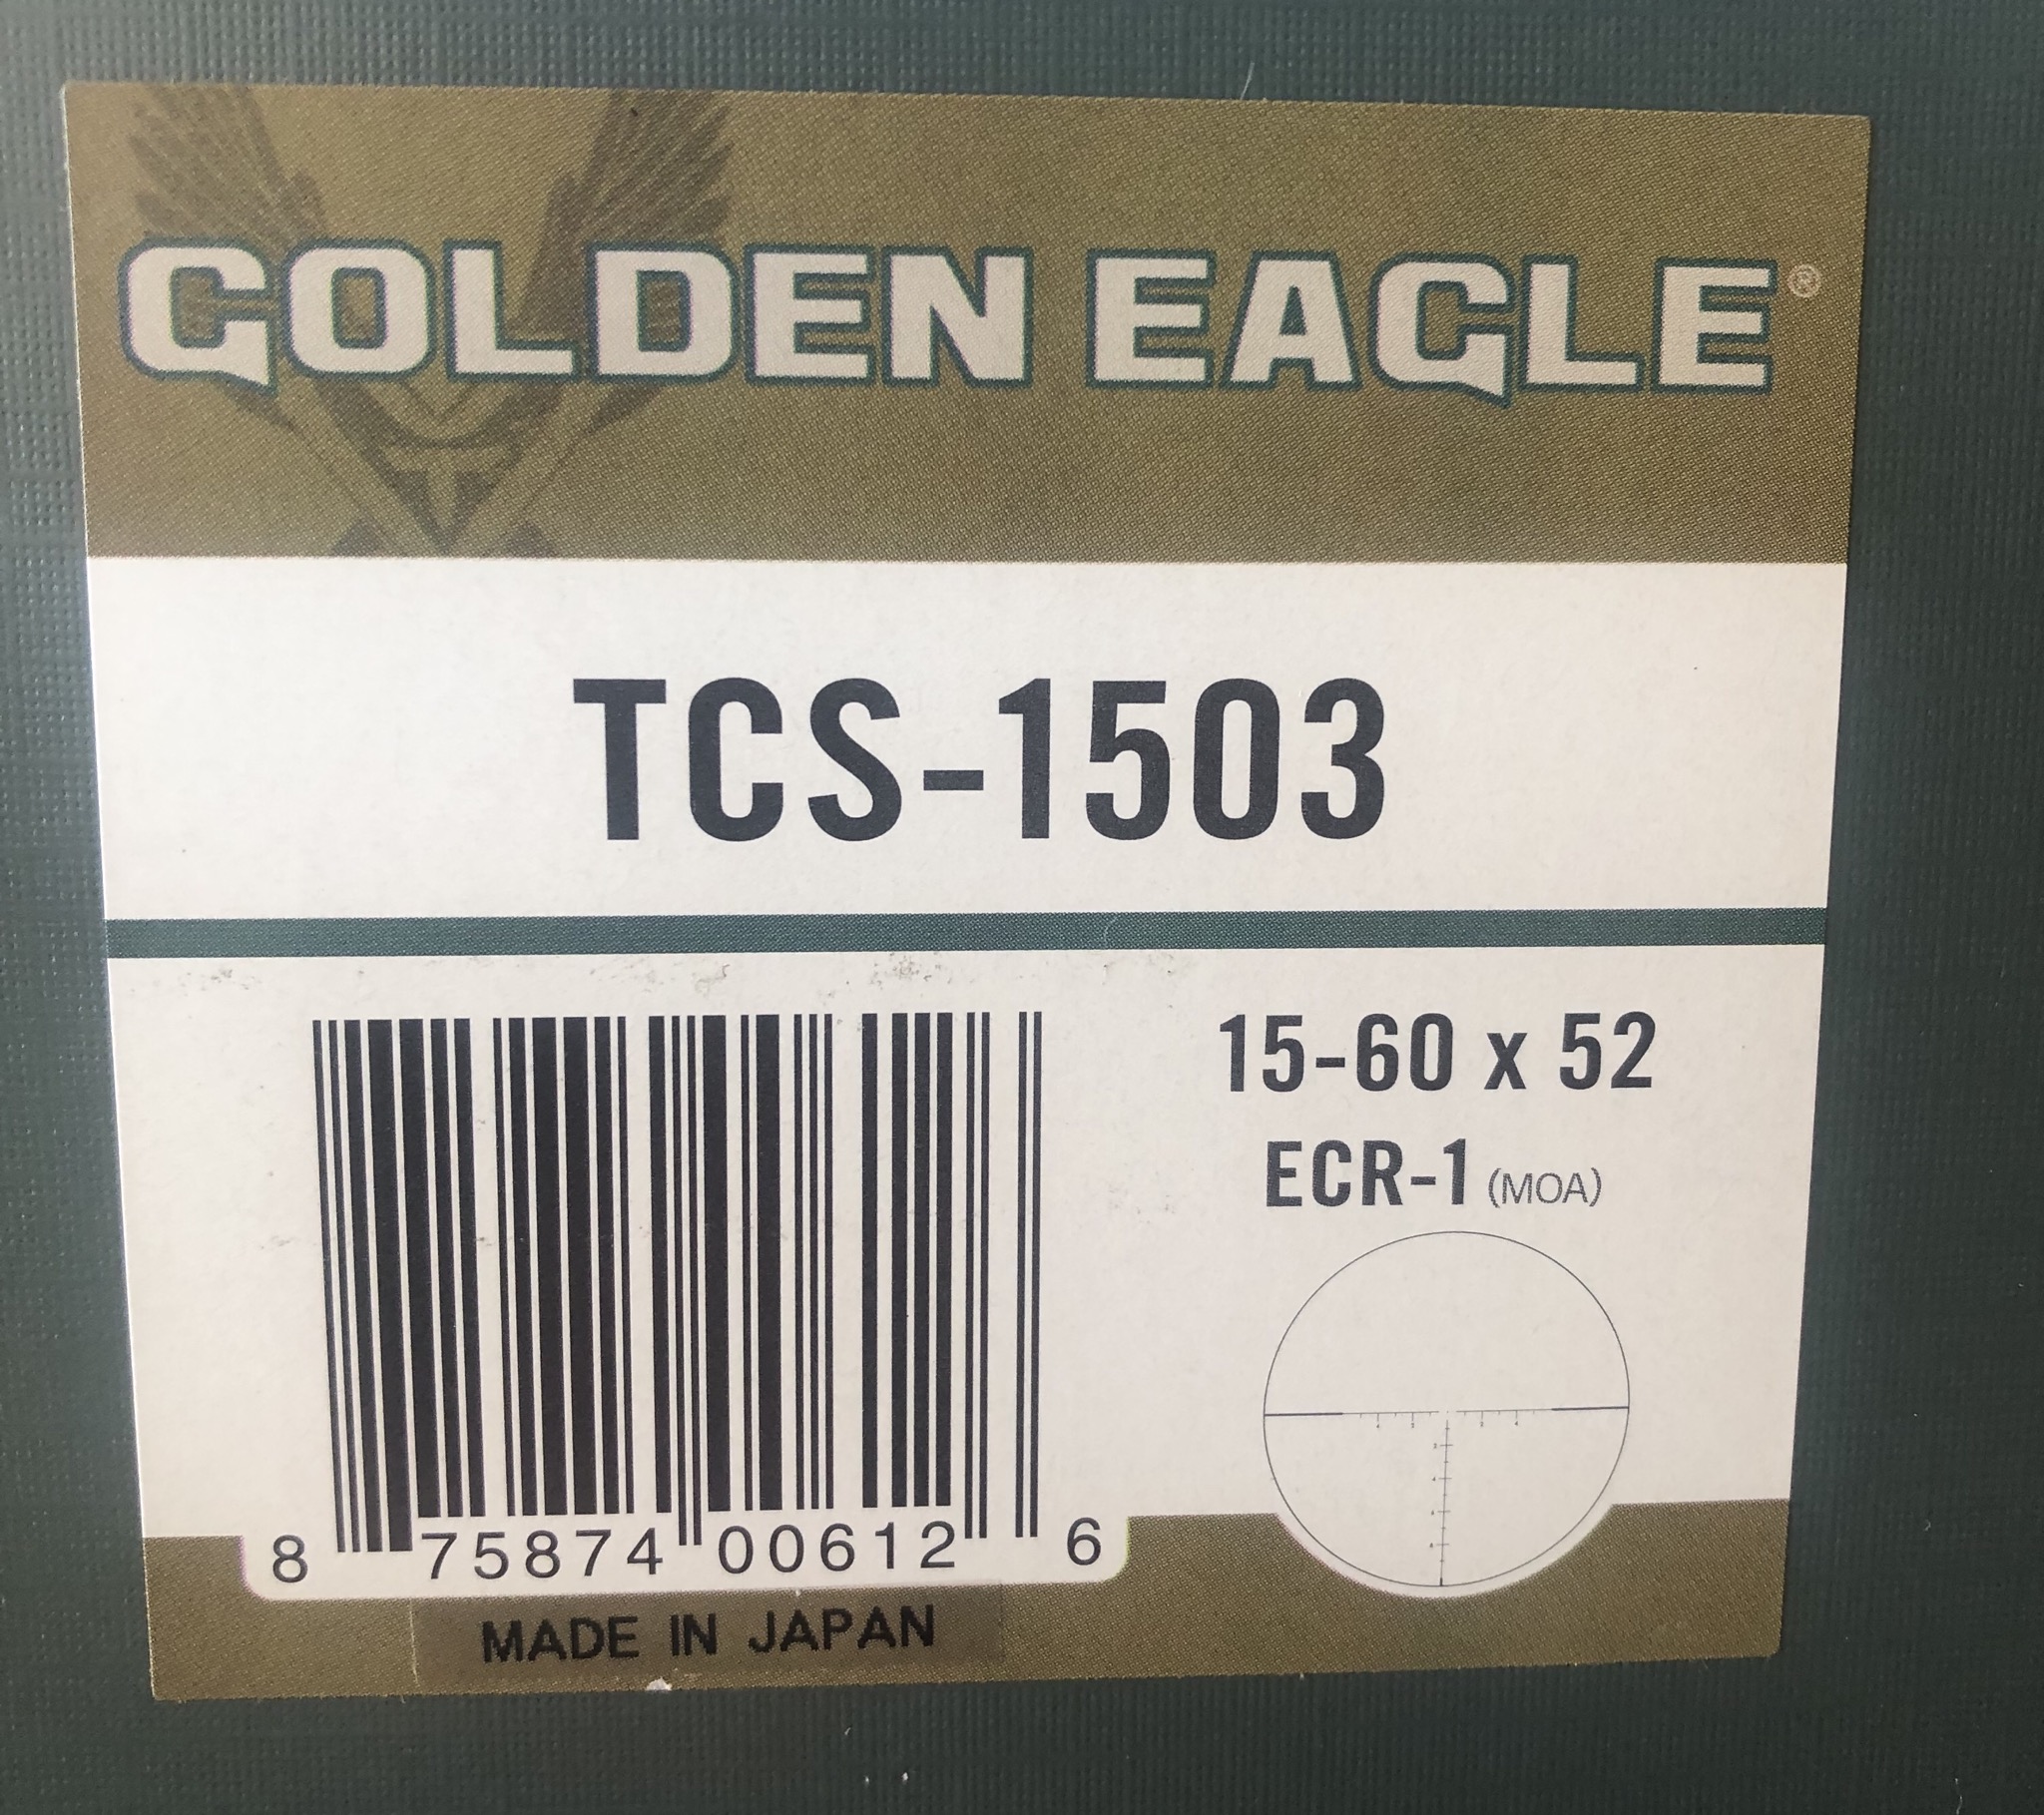 GOLDEN EAGLE®
TCS-1503
15-60 x 52
ECR-1 (MOA)
8 75874 00612 6
MADE IN JAPAN